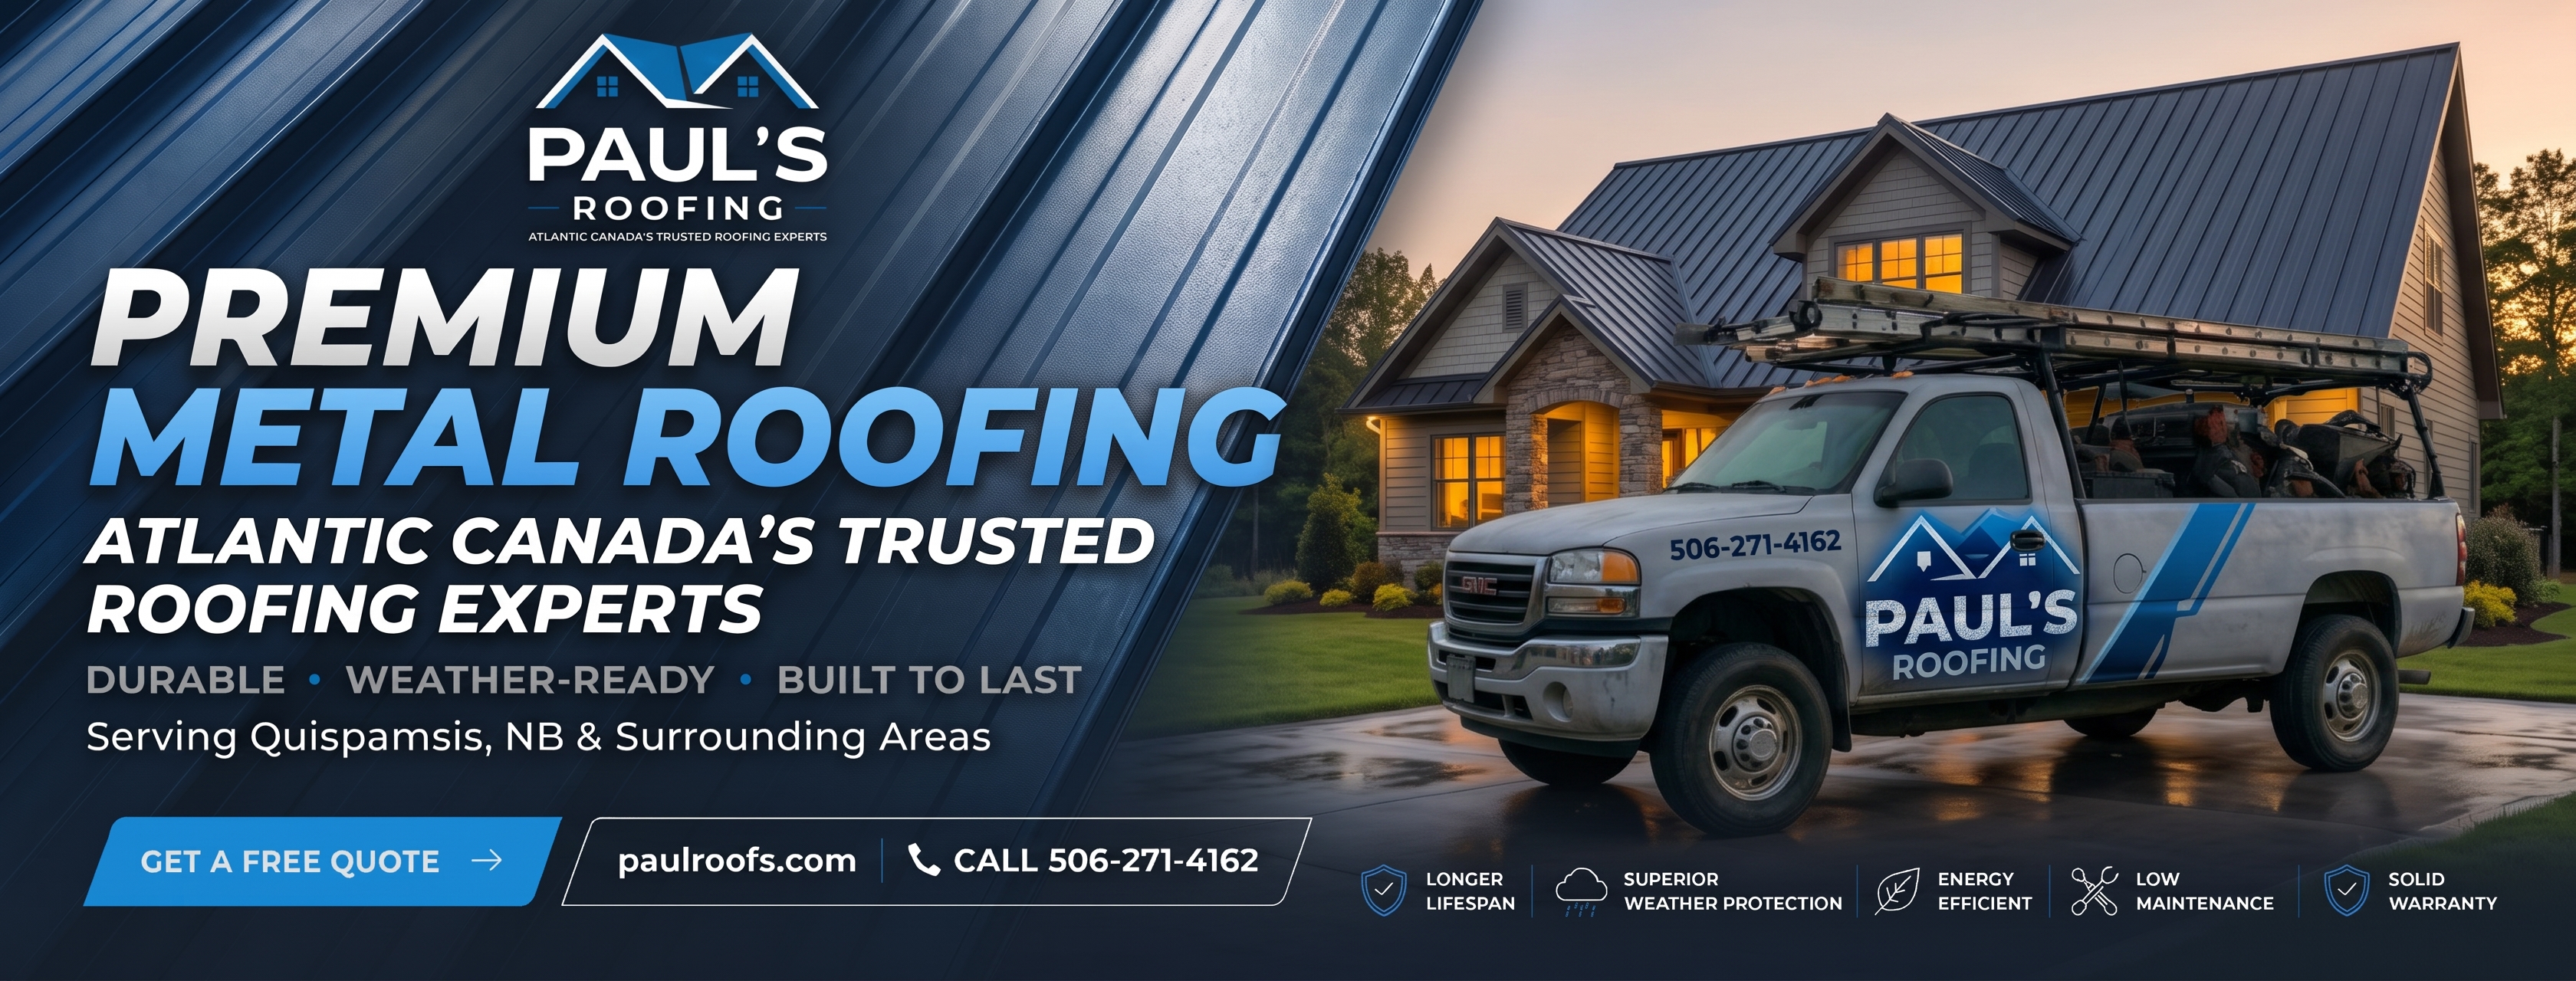 PAUL'S
ROOFING
ATLANTIC CANADA'S TRUSTED ROOFING EXPERTS
PREMIUM
METAL ROOFING
ATLANTIC CANADA'S TRUSTED
ROOFING EXPERTS
DURABLE • WEATHER-READY • BUILT TO LAST
Serving Quispamsis, NB & Surrounding Areas
GET A FREE QUOTE →
paulroofs.com
CALL 506-271-4162
506-271-4162
GMC
PAUL'S
ROOFING
LONGER
LIFESPAN
SUPERIOR
WEATHER PROTECTION
ENERGY
EFFICIENT
LOW
MAINTENANCE
SOLID
WARRANTY